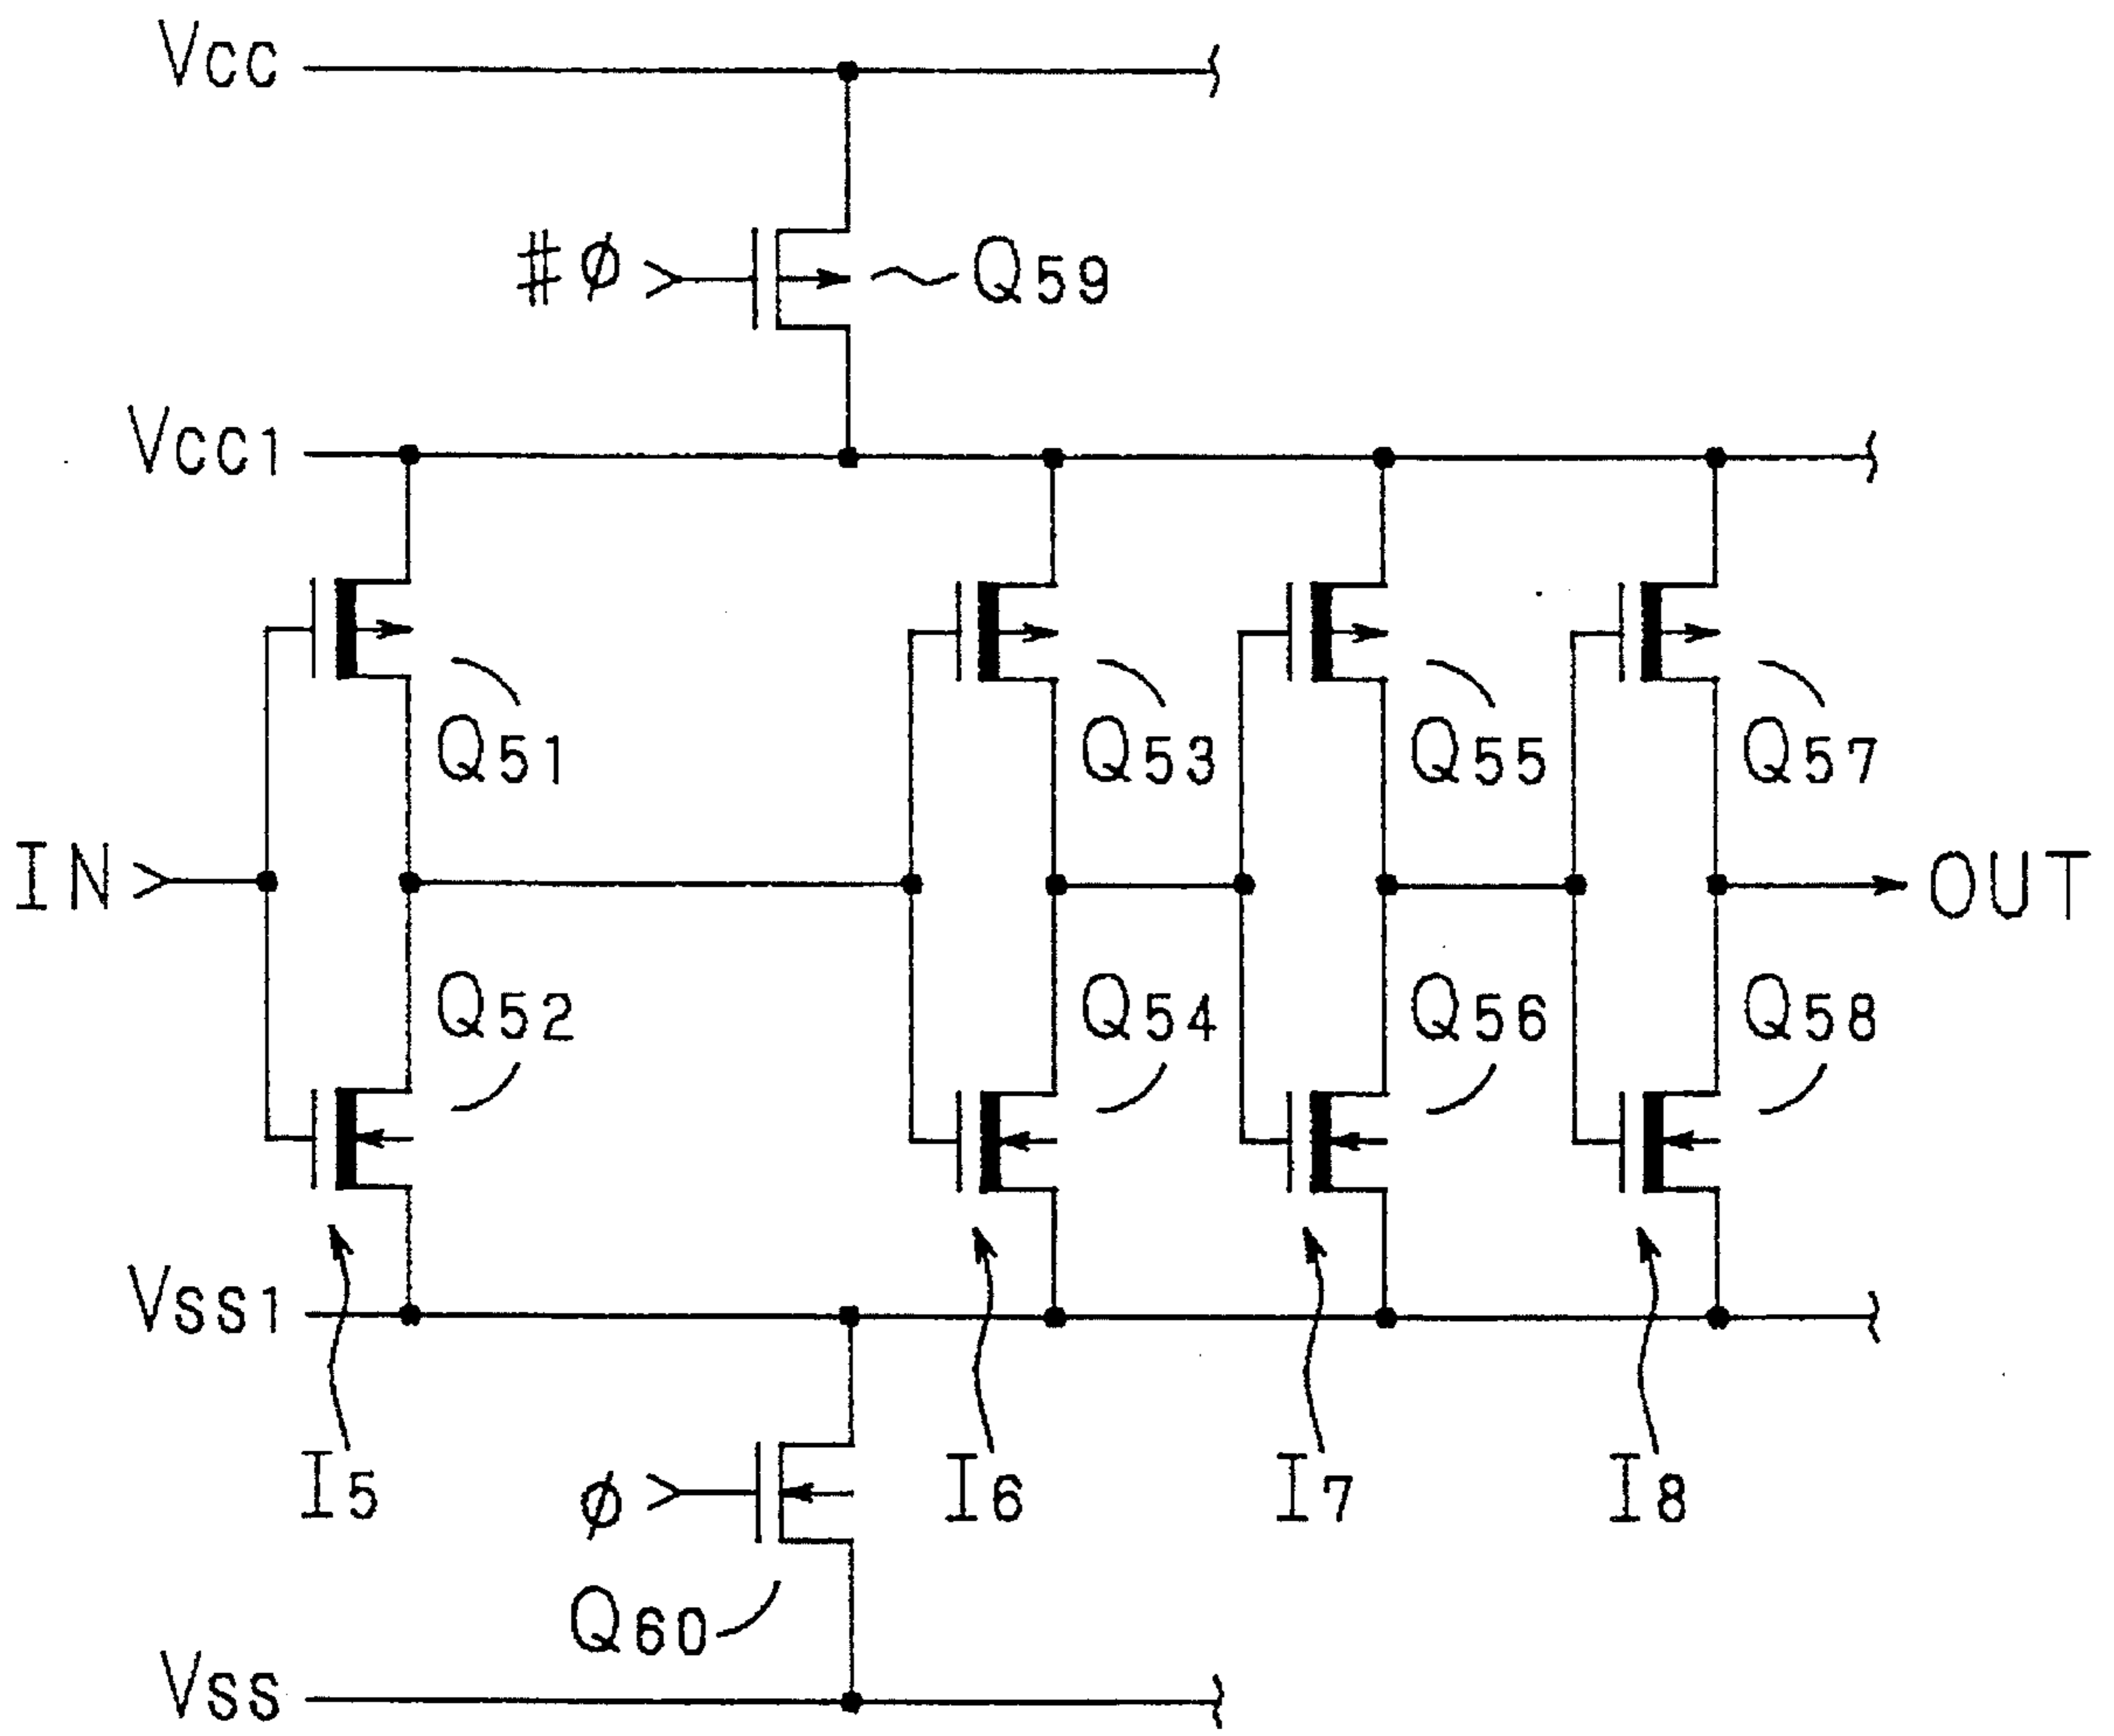 Vcc
#φ
Q59
Vcc1
Q51
Q53
Q55
Q57
IN
OUT
Q52
Q54
Q56
Q58
Vss1
I5
I6
I7
I8
φ
Q60
Vss